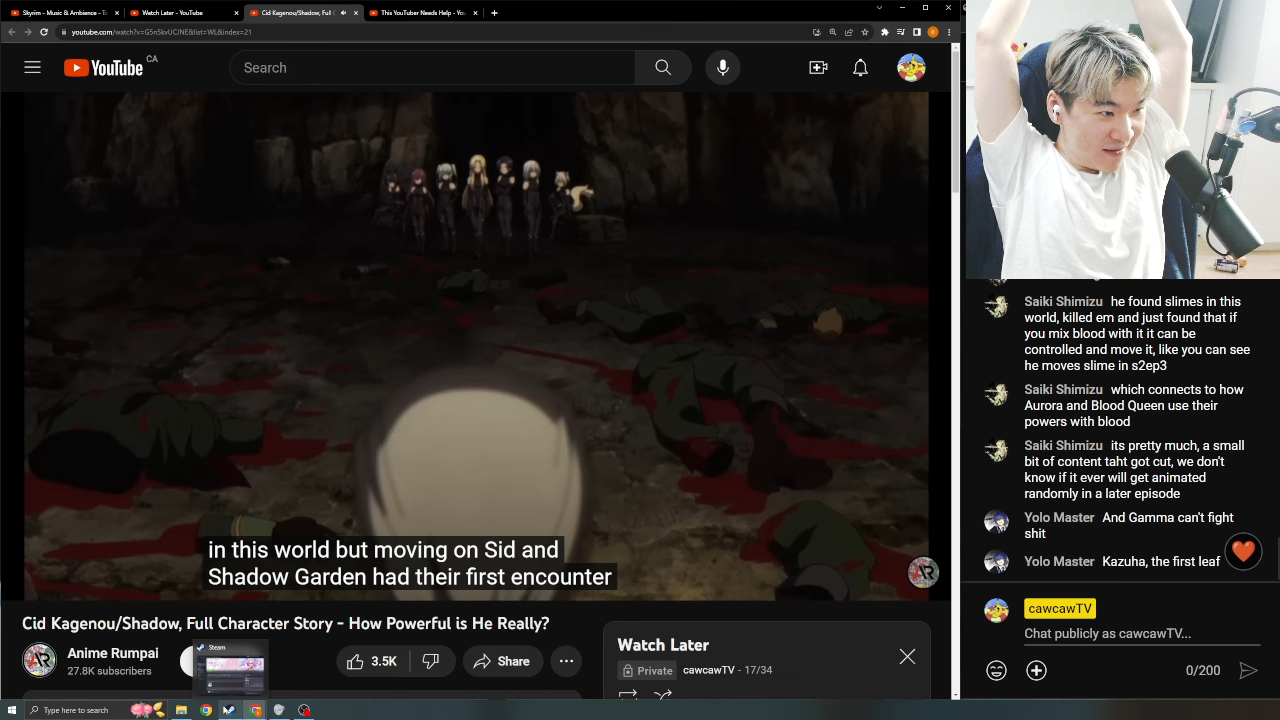 Skyrim - Music & Ambience - T
Watch Later - YouTube
Cid Kagenou/Shadow, Full
This YouTuber Needs Help - Yo
YouTube CA
Search
in this world but moving on Sid and
Shadow Garden had their first encounter
AR
Cid Kagenou/Shadow, Full Character Story - How Powerful is He Really?
AR
Anime Rumpai
27.8K subscribers
3.5K
Share
Steam
Watch Later
Private
cawcawTV - 17/34
Type here to search
Saiki Shimizu he found slimes in this
world, killed em and just found that if
you mix blood with it it can be
controlled and move it, like you can see
he moves slime in s2ep3
Saiki Shimizu which connects to how
Aurora and Blood Queen use their
powers with blood
Saiki Shimizu its pretty much, a small
bit of content taht got cut, we don't
know if it ever will get animated
randomly in a later episode
Yolo Master And Gamma can't fight
shit
Yolo Master Kazuha, the first leaf
cawcawTV
Chat publicly as cawcawTV...
0/200